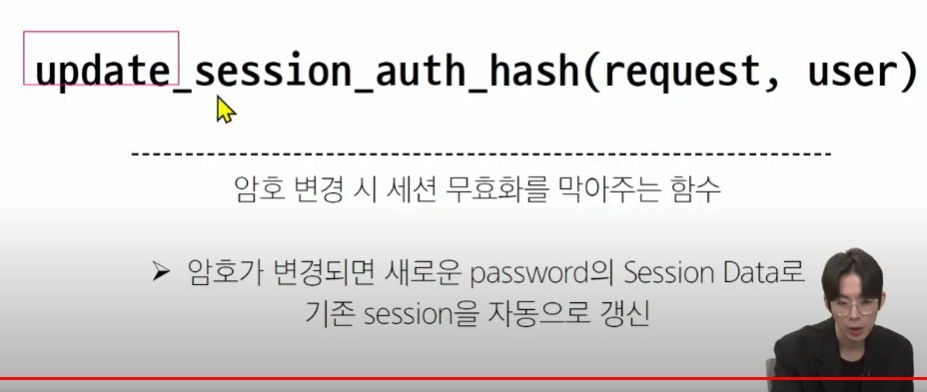 update_session_auth_hash(request, user)
암호 변경 시 세션 무효화를 막아주는 함수
➤ 암호가 변경되면 새로운 password의 Session Data로
기존 session을 자동으로 갱신